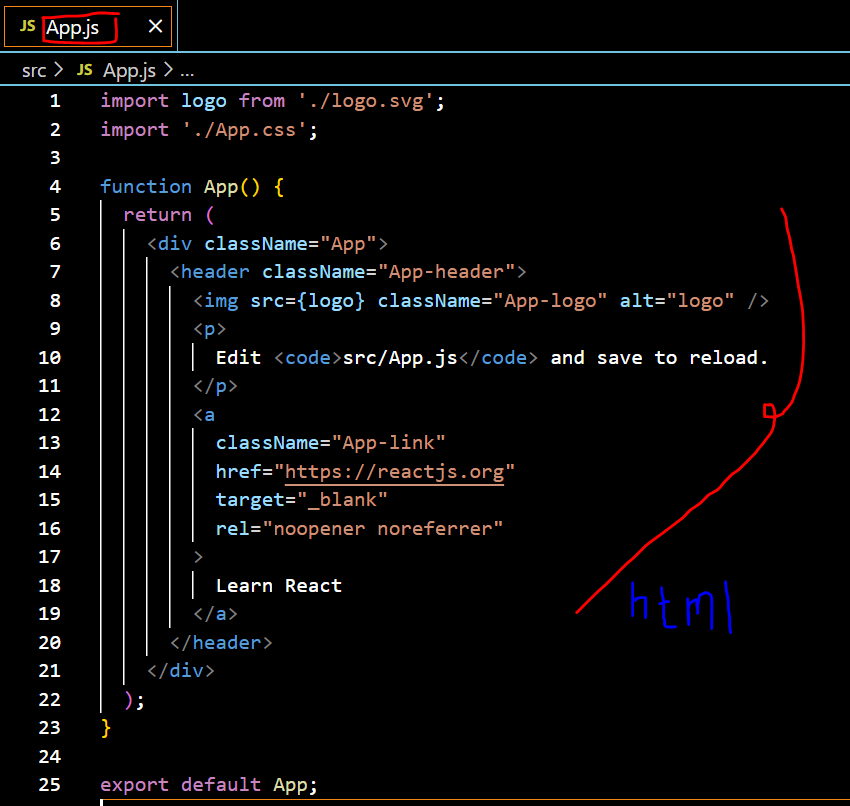 JS App.js ×
src > JS App.js > ...
1 import logo from './logo.svg';
2 import './App.css';
3
4 function App() {
5   return (
6     <div className="App">
7       <header className="App-header">
8         <img src={logo} className="App-logo" alt="logo" />
9         <p>
10           Edit <code>src/App.js</code> and save to reload.
11         </p>
12         <a
13           className="App-link"
14           href="https://reactjs.org"
15           target="_blank"
16           rel="noopener noreferrer"
17         >
18           Learn React
19         </a>
20       </header>
21     </div>
22   );
23 }
24
25 export default App;
html